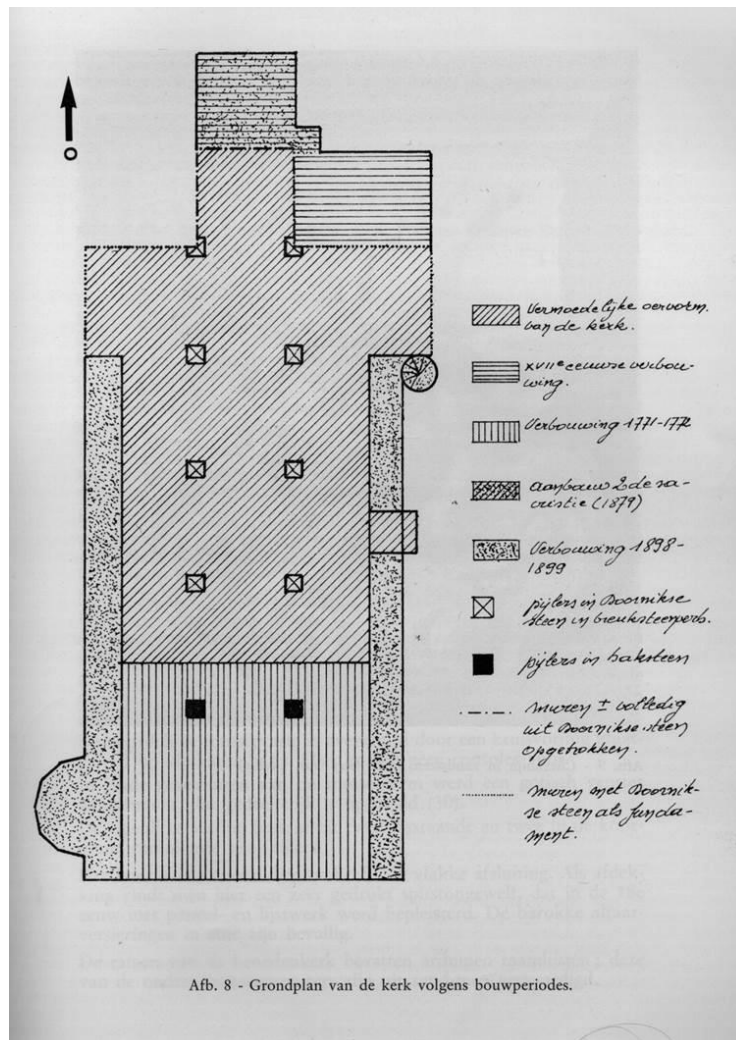 Vermoedelijke oervorm.
van de kerk.
XVIIe eeuwse verbou-
wing.
Verbouwing 1771-1772
Aanbouw 2de sa-
cristie (1879)
Verbouwing 1898-
1899
pijlers in Doornikse
steen in breuksteenverb.
pijlers in baksteen
muren ± volledig
uit Doornikse steen
opgetrokken.
muren met Doornik-
se steen als funda-
ment.
Afb. 8 - Grondplan van de kerk volgens bouwperiodes.